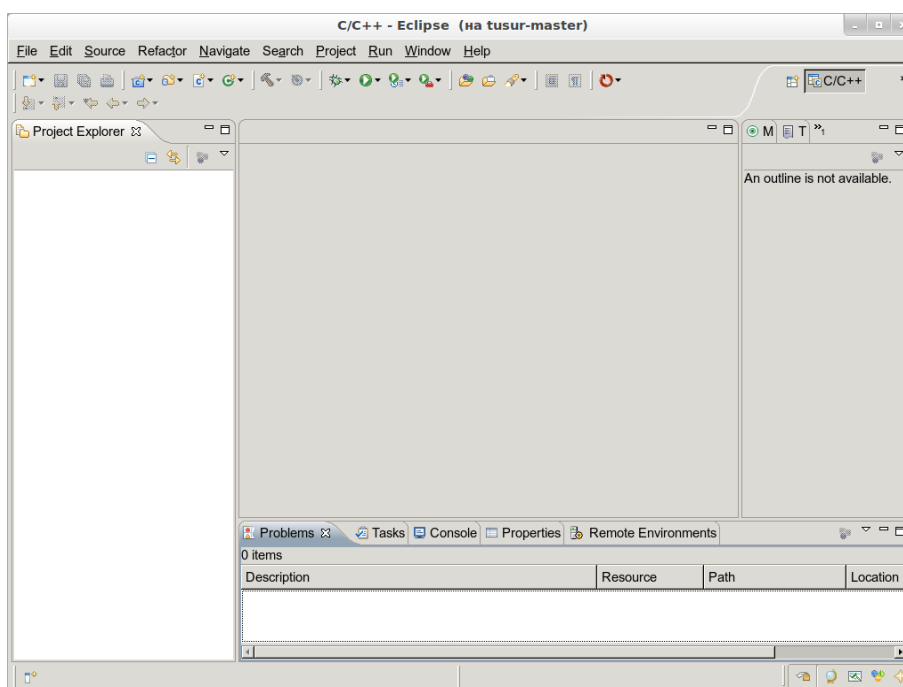 C/C++ - Eclipse (на tusur-master)
File Edit Source Refactor Navigate Search Project Run Window Help
C/C++
Project Explorer
M T »1
An outline is not available.
Problems Tasks Console Properties Remote Environments
0 items
Description Resource Path Location